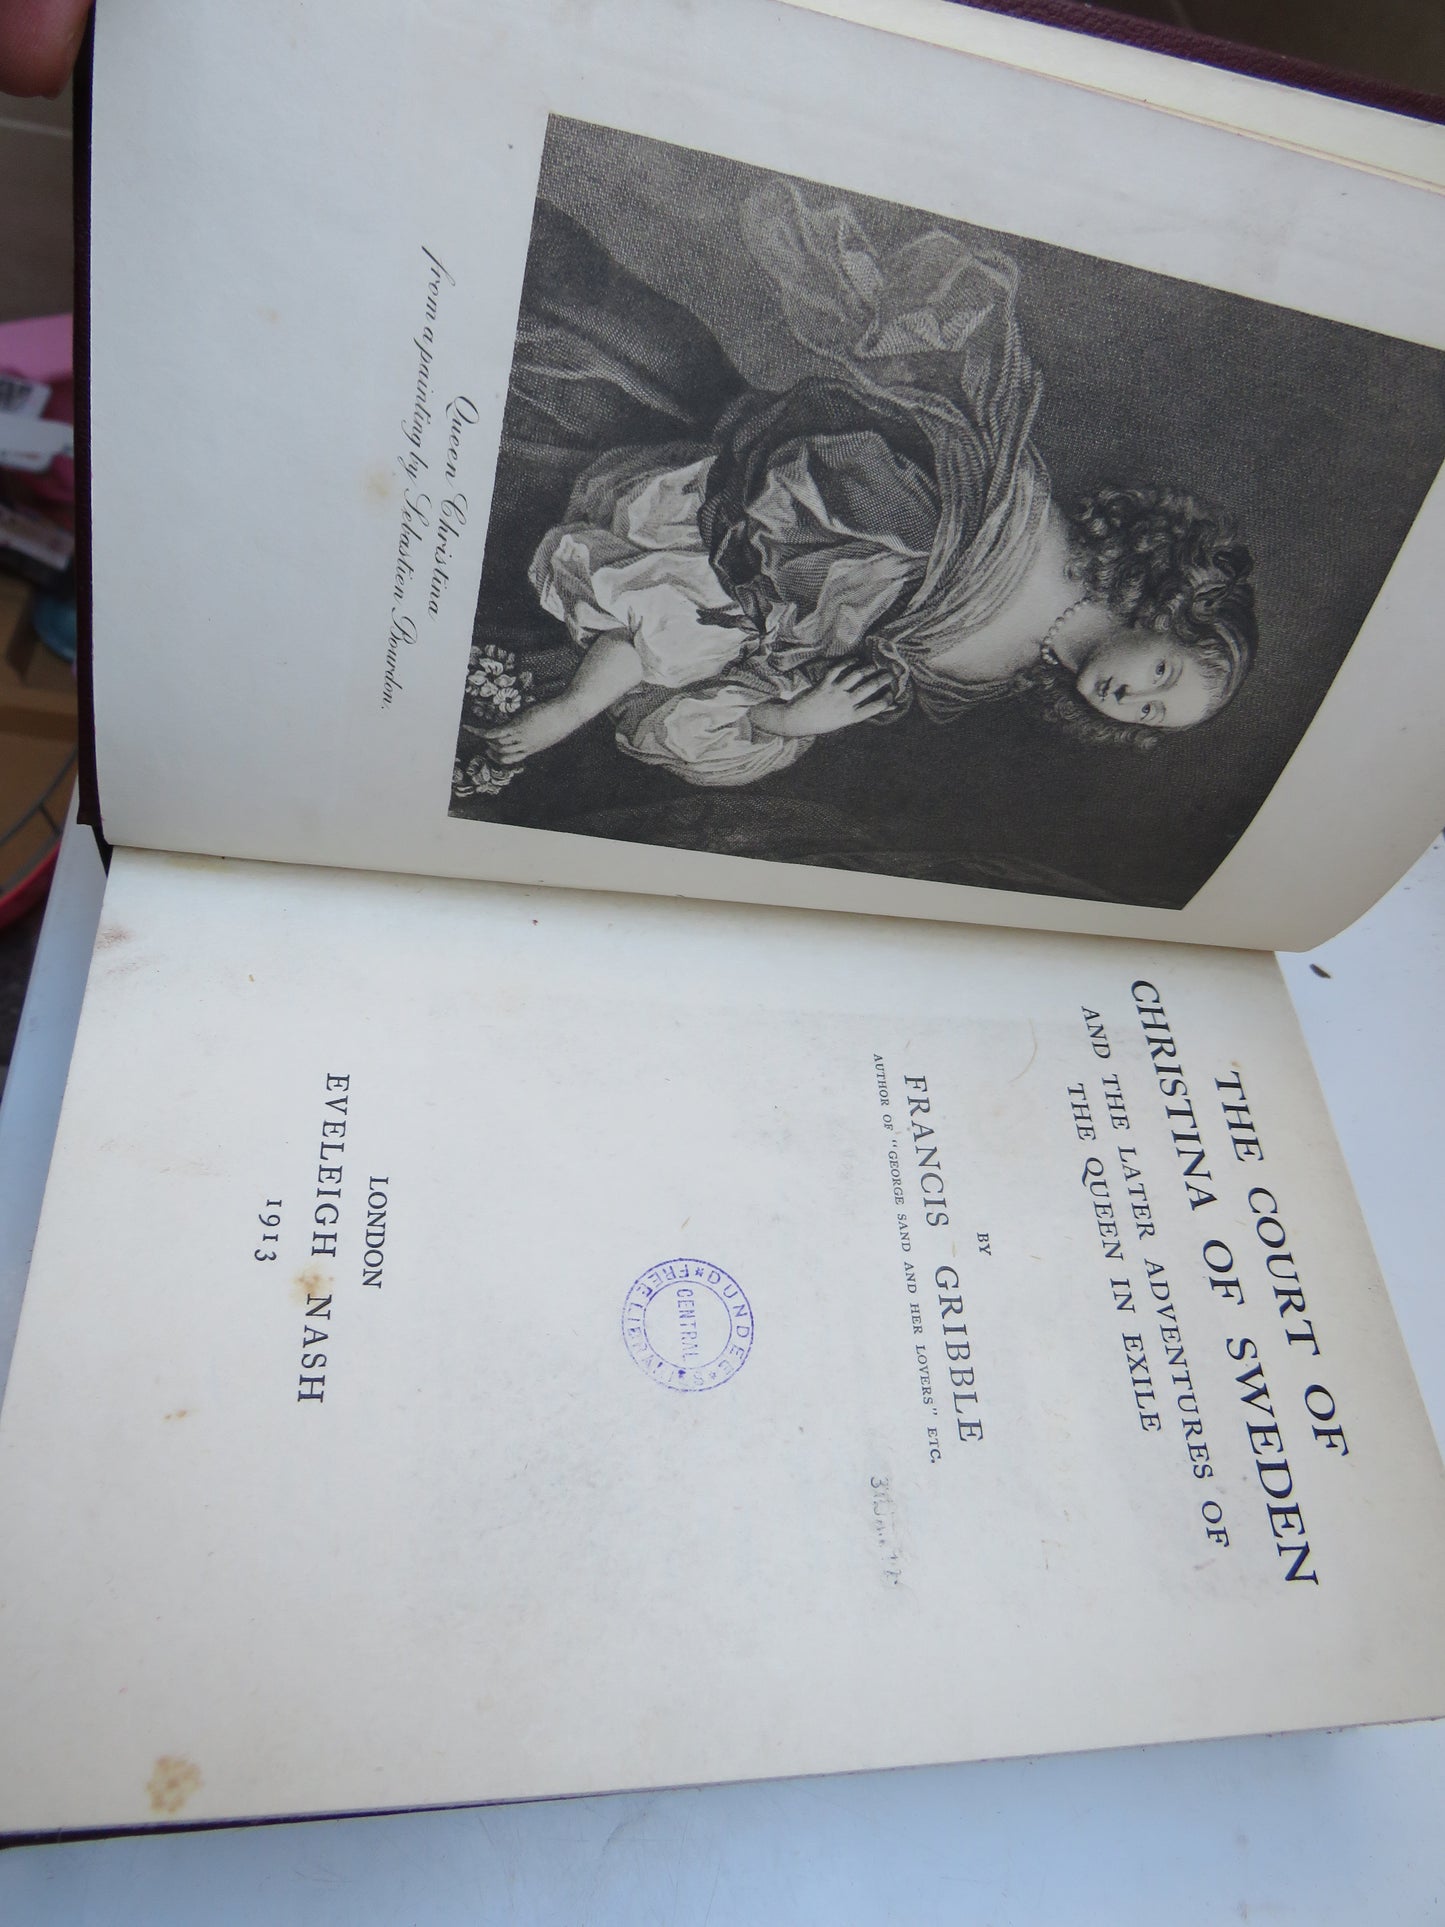 Queen Christina
from a painting by Sebastien Bourdon.
THE COURT OF
CHRISTINA OF SWEDEN
AND THE LATER ADVENTURES OF
THE QUEEN IN EXILE
BY
FRANCIS GRIBBLE
AUTHOR OF "GEORGE SAND AND HER LOVERS" ETC.
DUNDEE
FREE LIBRARIES
CENTRAL
LONDON
EVELEIGH NASH
1913